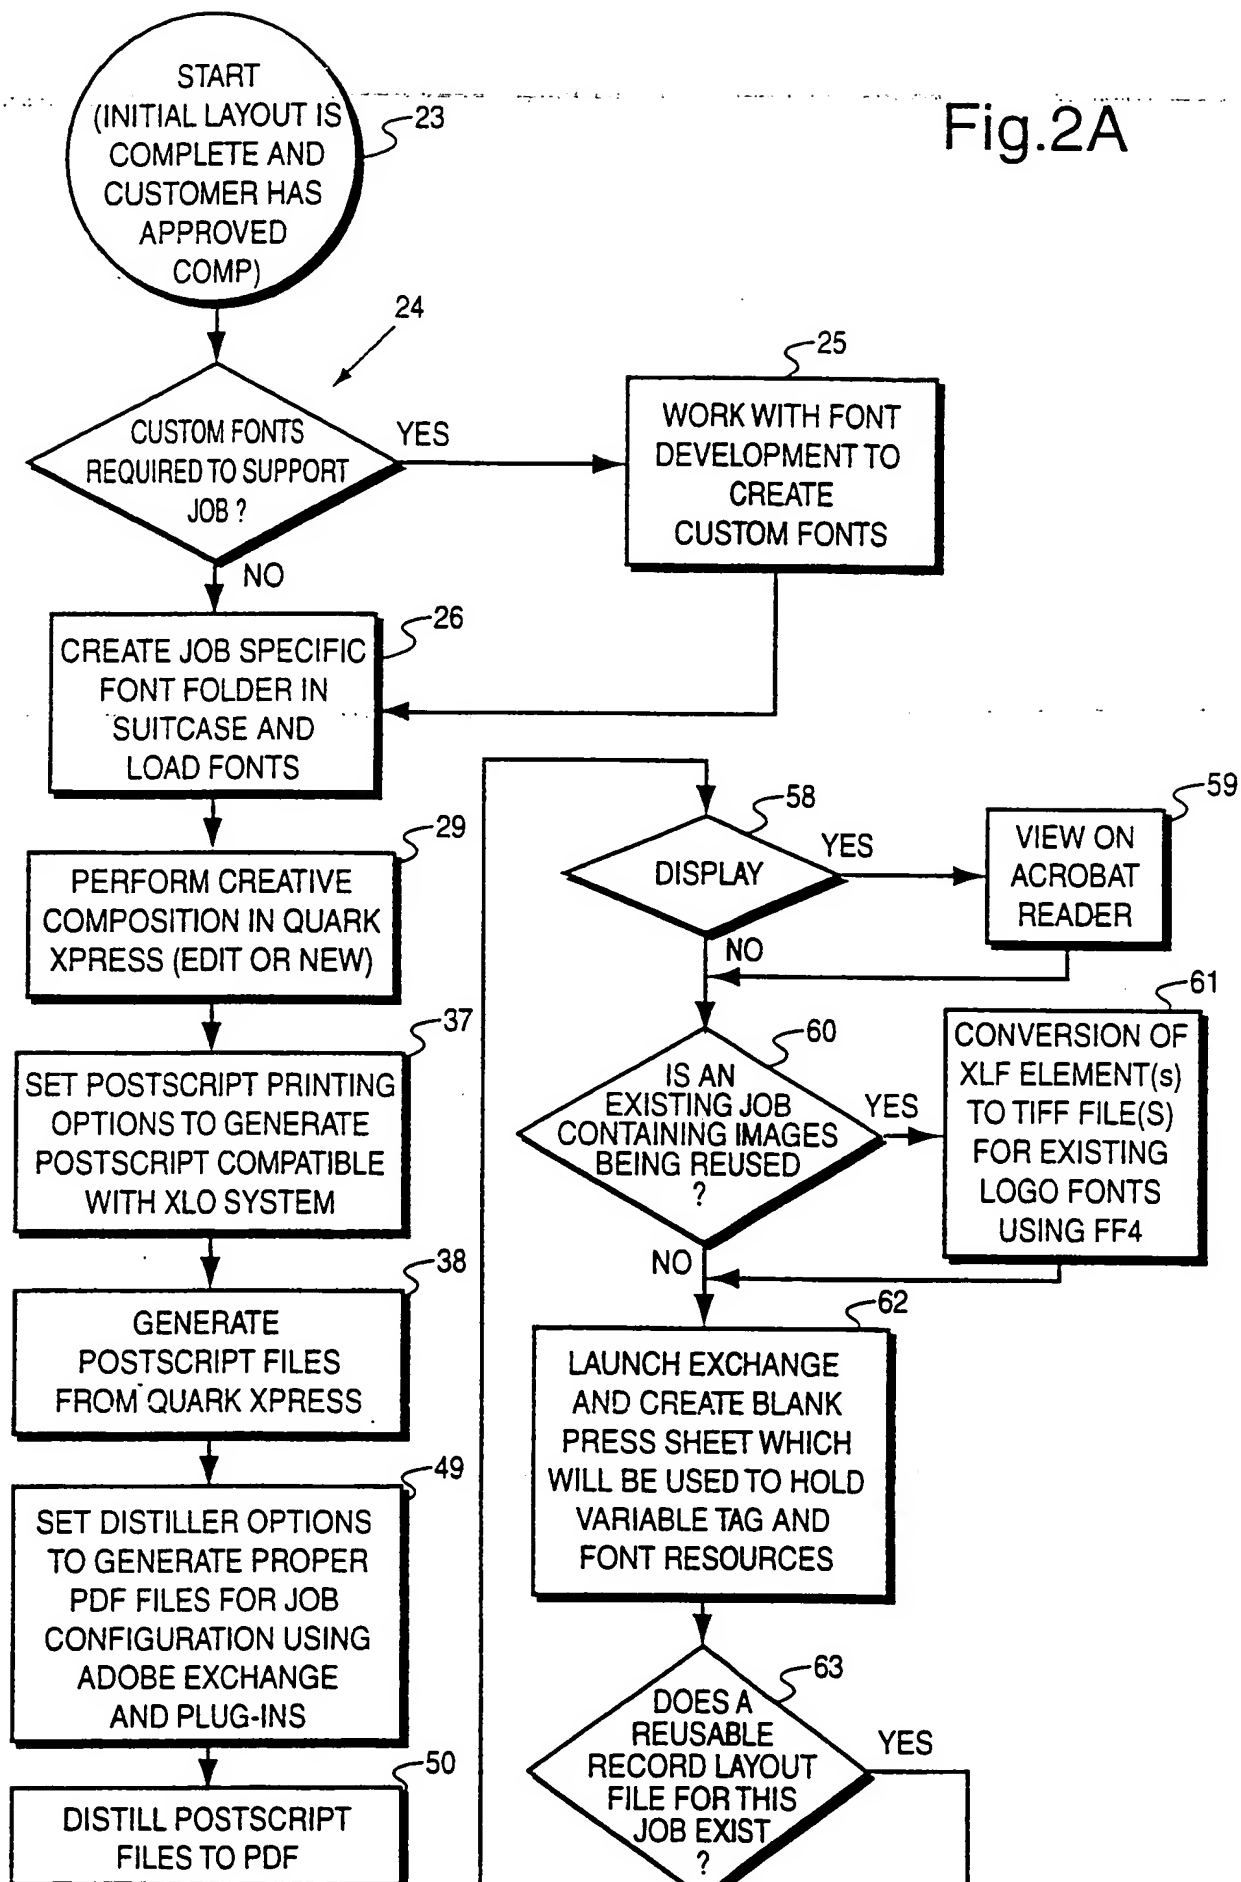 Fig.2A
START
(INITIAL LAYOUT IS
COMPLETE AND
CUSTOMER HAS
APPROVED
COMP)
23
24
CUSTOM FONTS
REQUIRED TO SUPPORT
JOB ?
YES
NO
25
WORK WITH FONT
DEVELOPMENT TO
CREATE
CUSTOM FONTS
26
CREATE JOB SPECIFIC
FONT FOLDER IN
SUITCASE AND
LOAD FONTS
29
PERFORM CREATIVE
COMPOSITION IN QUARK
XPRESS (EDIT OR NEW)
37
SET POSTSCRIPT PRINTING
OPTIONS TO GENERATE
POSTSCRIPT COMPATIBLE
WITH XLO SYSTEM
38
GENERATE
POSTSCRIPT FILES
FROM QUARK XPRESS
49
SET DISTILLER OPTIONS
TO GENERATE PROPER
PDF FILES FOR JOB
CONFIGURATION USING
ADOBE EXCHANGE
AND PLUG-INS
50
DISTILL POSTSCRIPT
FILES TO PDF
58
DISPLAY
YES
NO
59
VIEW ON
ACROBAT
READER
60
IS AN
EXISTING JOB
CONTAINING IMAGES
BEING REUSED
?
YES
NO
61
CONVERSION OF
XLF ELEMENT(s)
TO TIFF FILE(S)
FOR EXISTING
LOGO FONTS
USING FF4
62
LAUNCH EXCHANGE
AND CREATE BLANK
PRESS SHEET WHICH
WILL BE USED TO HOLD
VARIABLE TAG AND
FONT RESOURCES
63
DOES A
REUSABLE
RECORD LAYOUT
FILE FOR THIS
JOB EXIST
?
YES